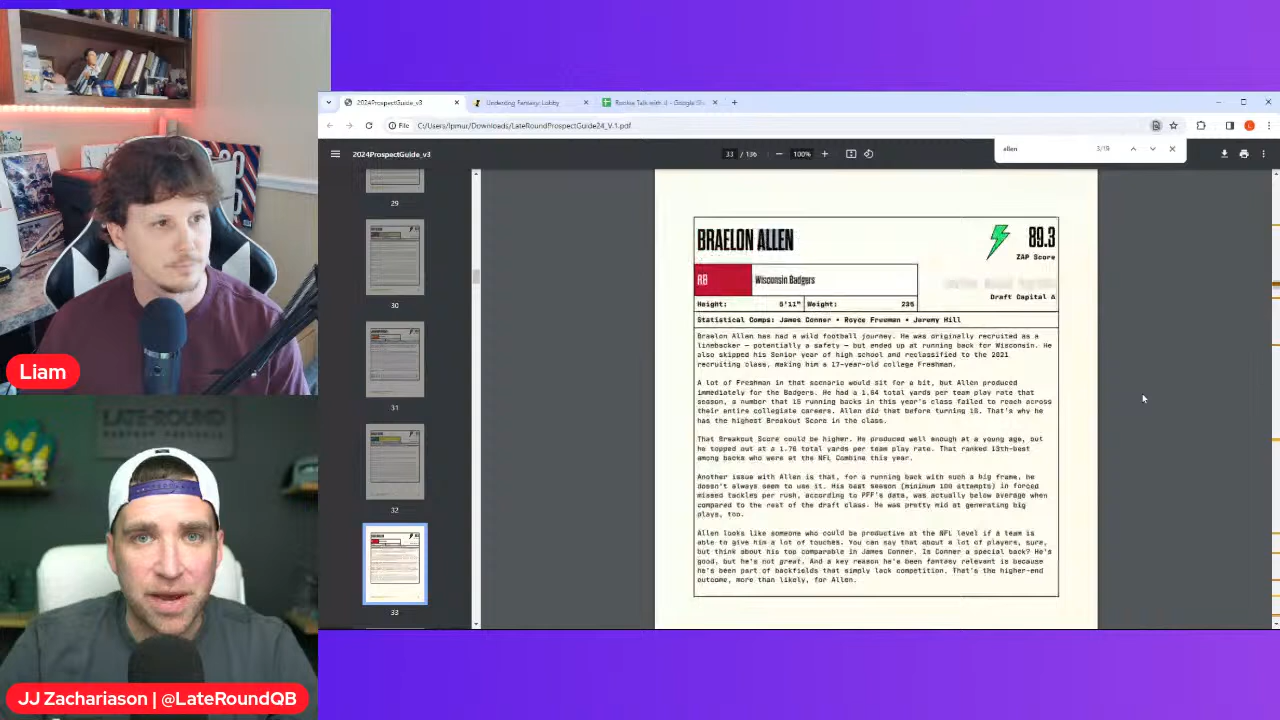 Liam
LATE-ROUND
JJ Zachariason | @LateRoundQB
2024ProspectGuide_v3
Underdog Fantasy: Lobby
Rookie Talk with JJ - Google Sh
File
C:/Users/lpmur/Downloads/LateRoundProspectGuide24_V.1.pdf
2024ProspectGuide_v3
33 / 136
100%
allen
3/19
29
30
31
32
33
BRAELON ALLEN
89.3
ZAP Score
RB
Wisconsin Badgers
Draft Capital Δ
Height: 5'11" Weight: 235
Statistical Comps: James Conner • Royce Freeman • Jeremy Hill
Braelon Allen has had a wild football journey. He was originally recruited as a
linebacker — potentially a safety — but ended up at running back for Wisconsin. He
also skipped his Senior year of high school and reclassified to the 2021
recruiting class, making him a 17-year-old college Freshman.
A lot of Freshman in that scenario would sit for a bit, but Allen produced
immediately for the Badgers. He had a 1.64 total yards per team play rate that
season, a number that 15 running backs in this year's class failed to reach across
their entire collegiate careers. Allen did that before turning 18. That's why he
has the highest Breakout Score in the class.
That Breakout Score could be higher. He produced well enough at a young age, but
he topped out at a 1.76 total yards per team play rate. That ranked 13th-best
among backs who were at the NFL Combine this year.
Another issue with Allen is that, for a running back with such a big frame, he
doesn't always seem to use it. His best season (minimum 100 attempts) in forced
missed tackles per rush, according to PFF's data, was actually below average when
compared to the rest of the draft class. He was pretty mid at generating big
plays, too.
Allen looks like someone who could be productive at the NFL level if a team is
able to give him a lot of touches. You can say that about a lot of players, sure,
but think about his top comparable in James Conner. Is Conner a special back? He's
good, but he's not great. And a key reason he's been fantasy relevant is because
he's been part of backfields that simply lack competition. That's the higher-end
outcome, more than likely, for Allen.